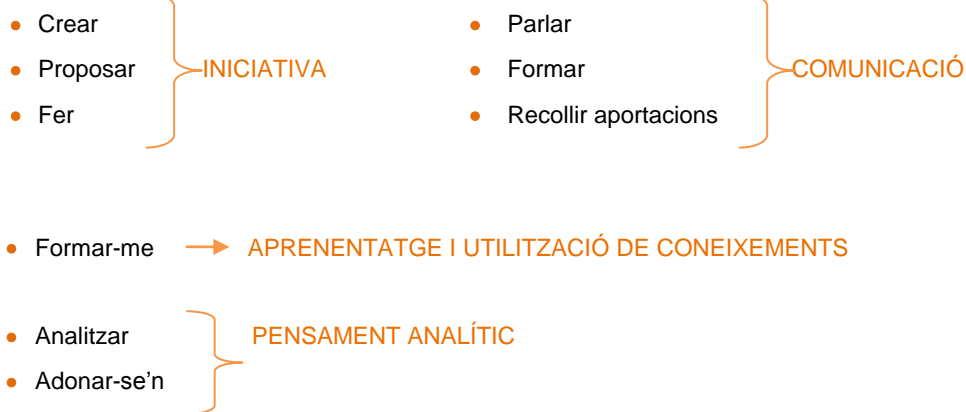 ● Crear
● Proposar
● Fer
INICIATIVA
● Parlar
● Formar
● Recollir aportacions
COMUNICACIÓ
● Formar-me → APRENENTATGE I UTILITZACIÓ DE CONEIXEMENTS
● Analitzar
● Adonar-se’n
PENSAMENT ANALÍTIC